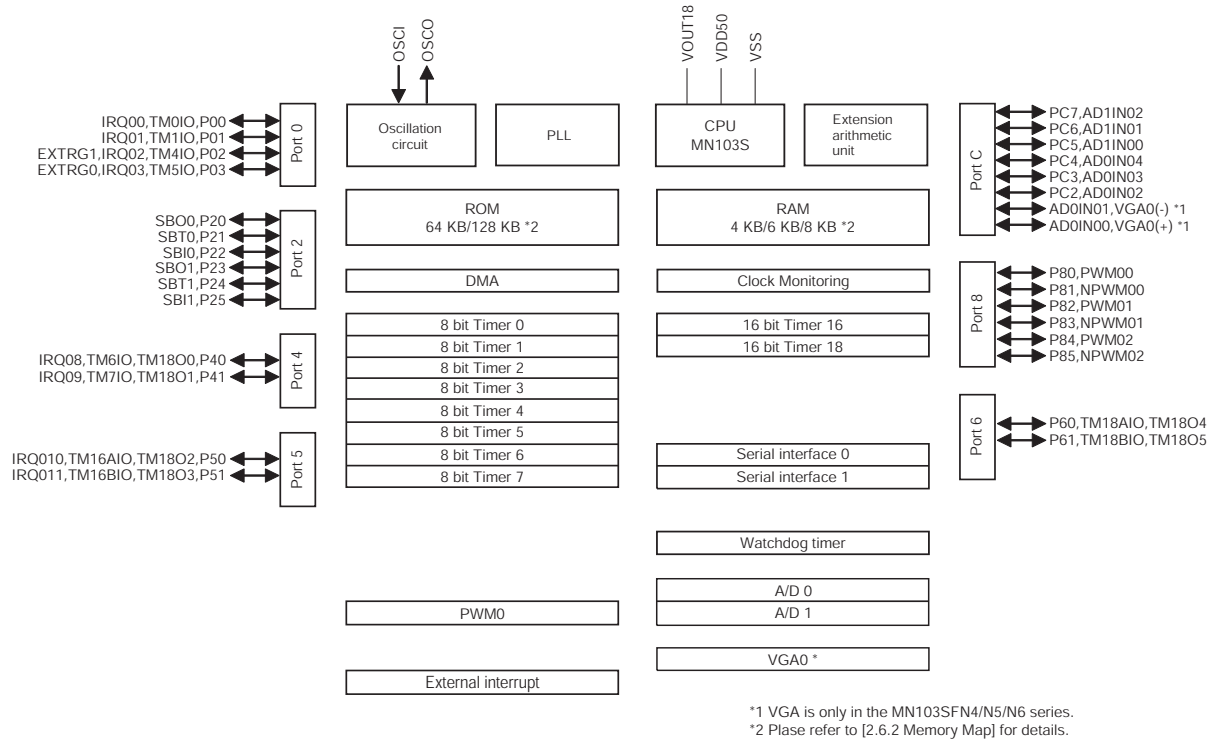 OSCI
OSCO
VOUT18
VDD50
VSS
IRQ00,TM0IO,P00
IRQ01,TM1IO,P01
EXTRG1,IRQ02,TM4IO,P02
EXTRG0,IRQ03,TM5IO,P03
Port 0
Oscillation
circuit
PLL
CPU
MN103S
Extension
arithmetic
unit
Port C
PC7,AD1IN02
PC6,AD1IN01
PC5,AD1IN00
PC4,AD0IN04
PC3,AD0IN03
PC2,AD0IN02
AD0IN01,VGA0(-) *1
AD0IN00,VGA0(+) *1
SBO0,P20
SBT0,P21
SBI0,P22
SBO1,P23
SBT1,P24
SBI1,P25
Port 2
ROM
64 KB/128 KB *2
RAM
4 KB/6 KB/8 KB *2
DMA
Clock Monitoring
Port 8
P80,PWM00
P81,NPWM00
P82,PWM01
P83,NPWM01
P84,PWM02
P85,NPWM02
IRQ08,TM6IO,TM18O0,P40
IRQ09,TM7IO,TM18O1,P41
Port 4
8 bit Timer 0
8 bit Timer 1
8 bit Timer 2
8 bit Timer 3
8 bit Timer 4
8 bit Timer 5
8 bit Timer 6
8 bit Timer 7
16 bit Timer 16
16 bit Timer 18
Port 6
P60,TM18AIO,TM18O4
P61,TM18BIO,TM18O5
IRQ010,TM16AIO,TM18O2,P50
IRQ011,TM16BIO,TM18O3,P51
Port 5
Serial interface 0
Serial interface 1
Watchdog timer
A/D 0
A/D 1
PWM0
VGA0 *
External interrupt
*1 VGA is only in the MN103SFN4/N5/N6 series.
*2 Plase refer to [2.6.2 Memory Map] for details.